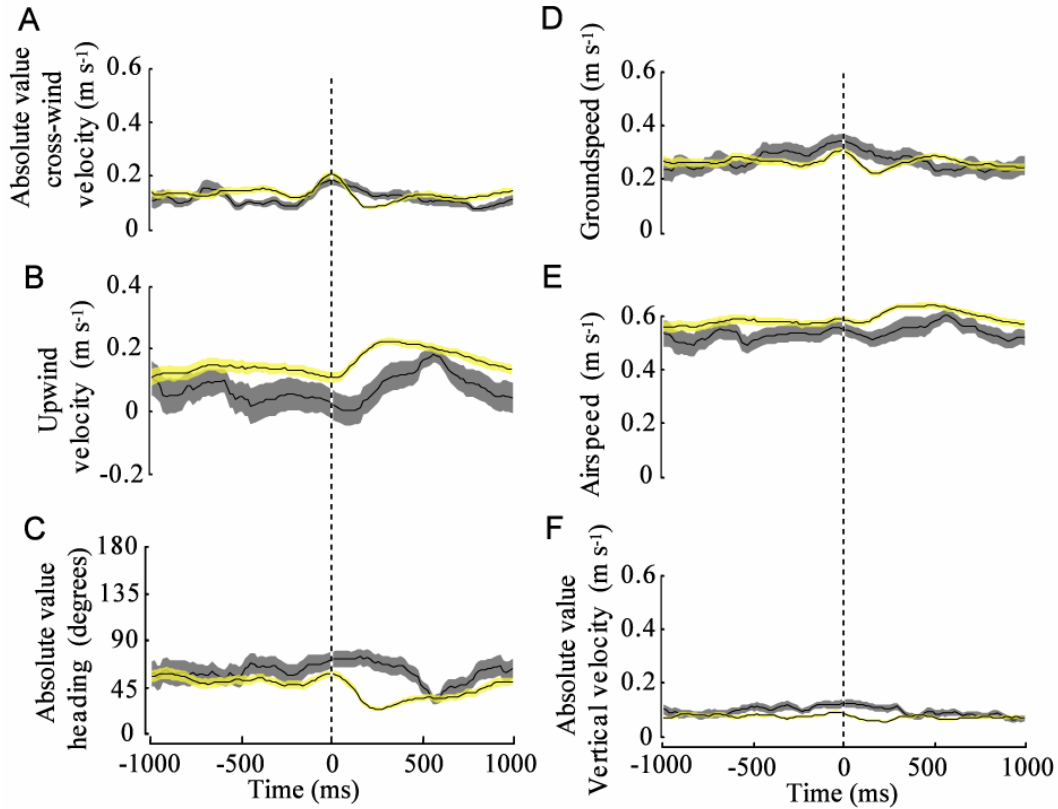 A
Absolute value
cross-wind
velocity (m s-1)
0.6
0.4
0.2
0
B
Upwind
velocity (m s-1)
0.4
0.2
0
-0.2
C
Absolute value
heading (degrees)
180
135
90
45
0
-1000
-500
0
500
1000
Time (ms)
D
Groundspeed (m s-1)
0.6
0.4
0.2
0
E
Airspeed (m s-1)
0.6
0.4
0.2
0
F
Absolute value
Vertical velocity (m s-1)
0.6
0.4
0.2
0
-1000
-500
0
500
1000
Time (ms)